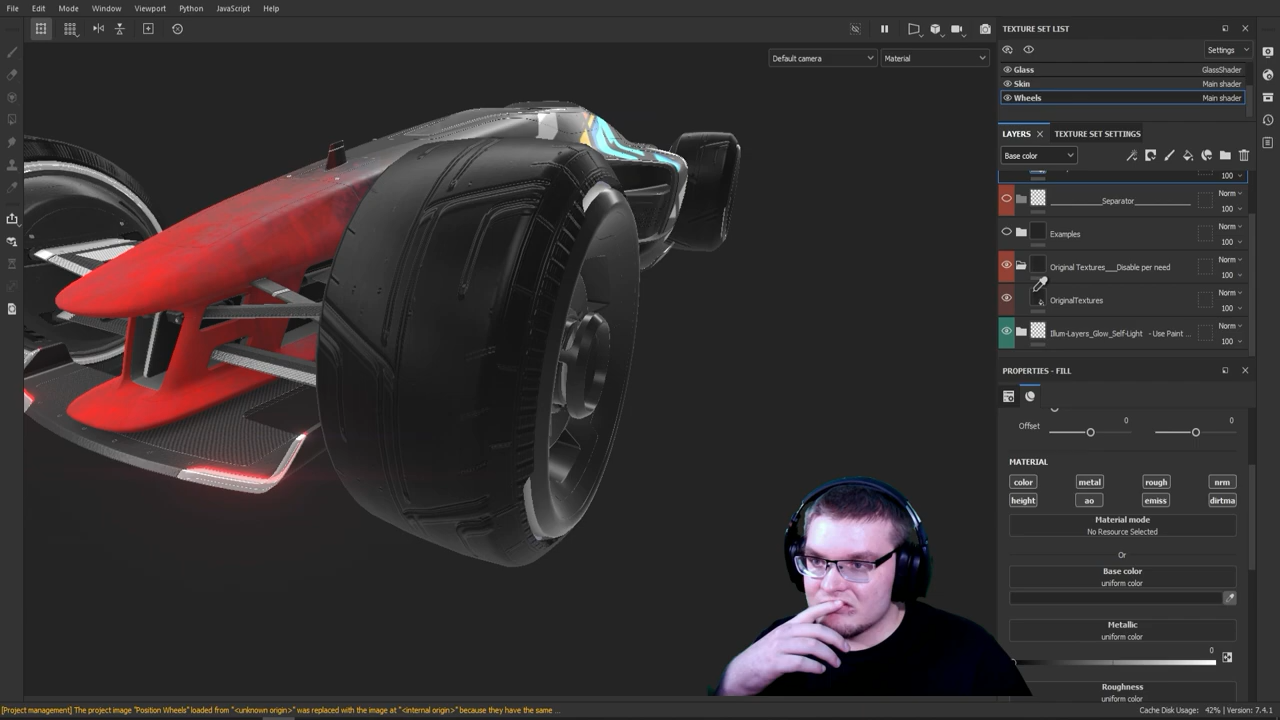 File Edit Mode Window Viewport Python JavaScript Help
Default camera
Material
TEXTURE SET LIST
Settings
Glass GlassShader
Skin Main shader
Wheels Main shader
LAYERS TEXTURE SET SETTINGS
Base color
100
____________Separator____________ Norm
100
Examples Norm
100
Original Textures___Disable per need Norm
100
OriginalTextures Norm
100
Illum-Layers_Glow_Self-Light - Use Paint ... Norm
100
PROPERTIES - FILL
Offset 0 0
MATERIAL
color metal rough nrm
height ao emiss dirtma
Material mode
No Resource Selected
Or
Base color
uniform color
Metallic
uniform color
0
Roughness
uniform color
[Project management] The project image "Position Wheels" loaded from "<unknown origin>" was replaced with the image at "<internal origin>" because they have the same ...
Cache Disk Usage: 42% | Version: 7.4.1